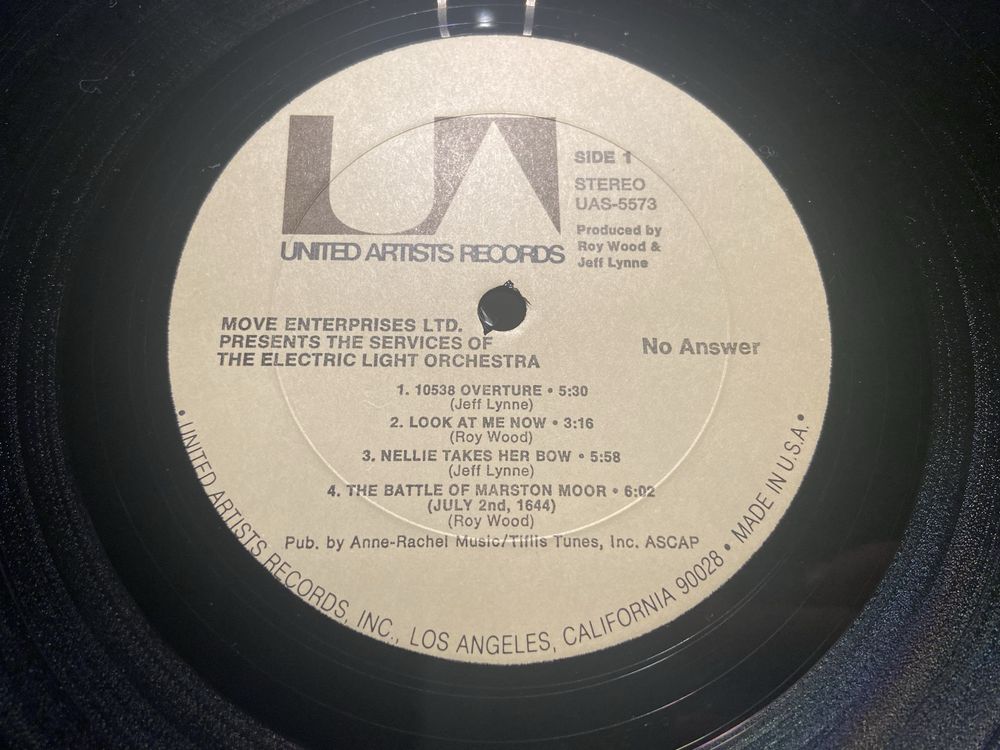 UA
UNITED ARTISTS RECORDS
SIDE 1
STEREO
UAS-5573
Produced by
Roy Wood &
Jeff Lynne
MOVE ENTERPRISES LTD.
PRESENTS THE SERVICES OF
THE ELECTRIC LIGHT ORCHESTRA
No Answer
1. 10538 OVERTURE • 5:30
(Jeff Lynne)
2. LOOK AT ME NOW • 3:16
(Roy Wood)
3. NELLIE TAKES HER BOW • 5:58
(Jeff Lynne)
4. THE BATTLE OF MARSTON MOOR • 6:02
(JULY 2nd, 1644)
(Roy Wood)
Pub. by Anne-Rachel Music/Tiflis Tunes, Inc. ASCAP
• UNITED ARTISTS RECORDS, INC., LOS ANGELES, CALIFORNIA 90028 • MADE IN U.S.A. •